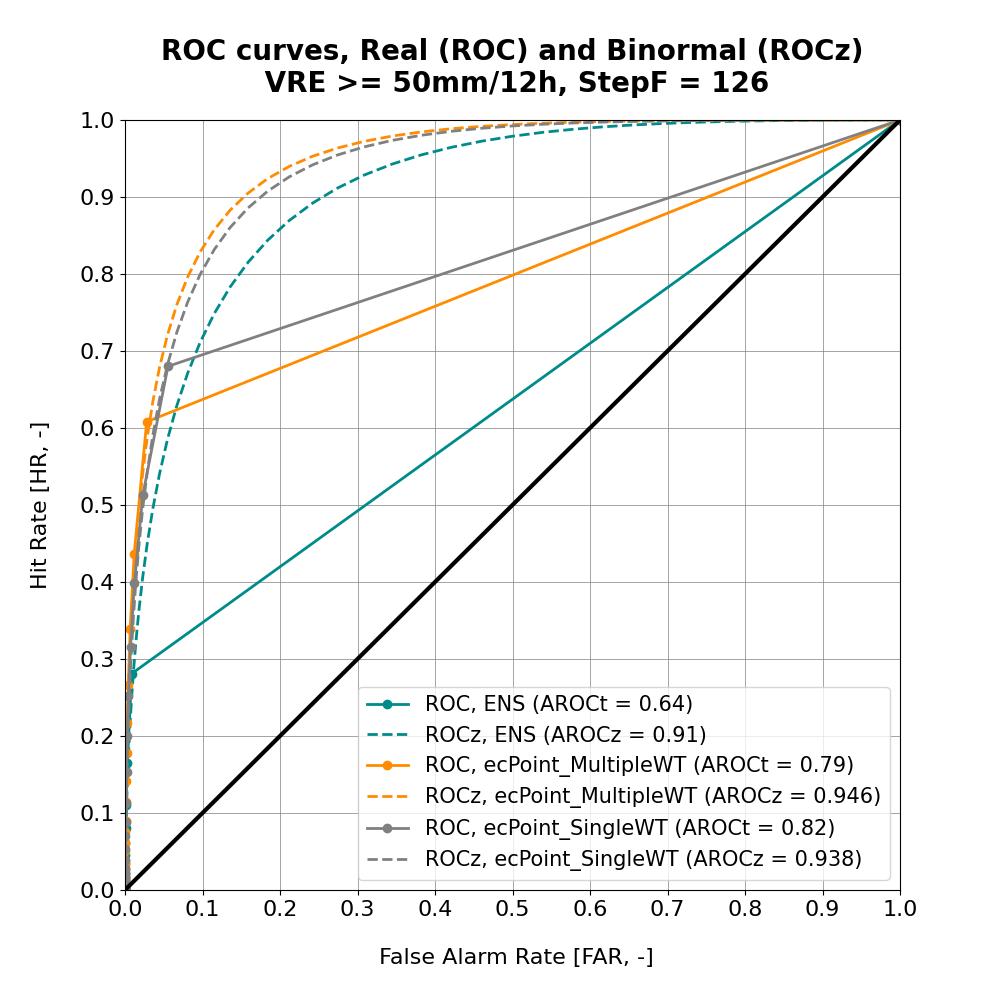 ROC curves, Real (ROC) and Binormal (ROCz)
VRE >= 50mm/12h, StepF = 126
1.0
0.9
0.8
0.7
0.6
0.5
0.4
0.3
0.2
0.1
0.0
Hit Rate [HR, -]
ROC, ENS (AROCt = 0.64)
ROCz, ENS (AROCz = 0.91)
ROC, ecPoint_MultipleWT (AROCt = 0.79)
ROCz, ecPoint_MultipleWT (AROCz = 0.946)
ROC, ecPoint_SingleWT (AROCt = 0.82)
ROCz, ecPoint_SingleWT (AROCz = 0.938)
0.0 0.1 0.2 0.3 0.4 0.5 0.6 0.7 0.8 0.9 1.0
False Alarm Rate [FAR, -]